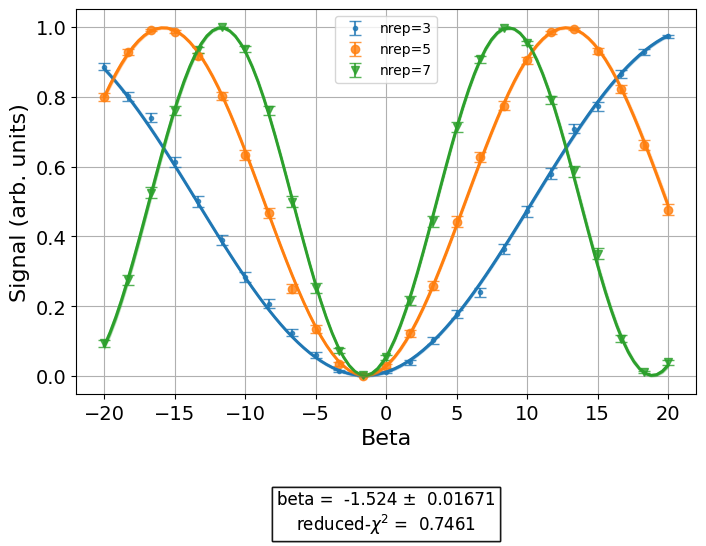 nrep=3
nrep=5
nrep=7
Signal (arb. units)
1.0
0.8
0.6
0.4
0.2
0.0
−20 −15 −10 −5 0 5 10 15 20
Beta
beta = -1.524 ± 0.01671
reduced-χ² = 0.7461